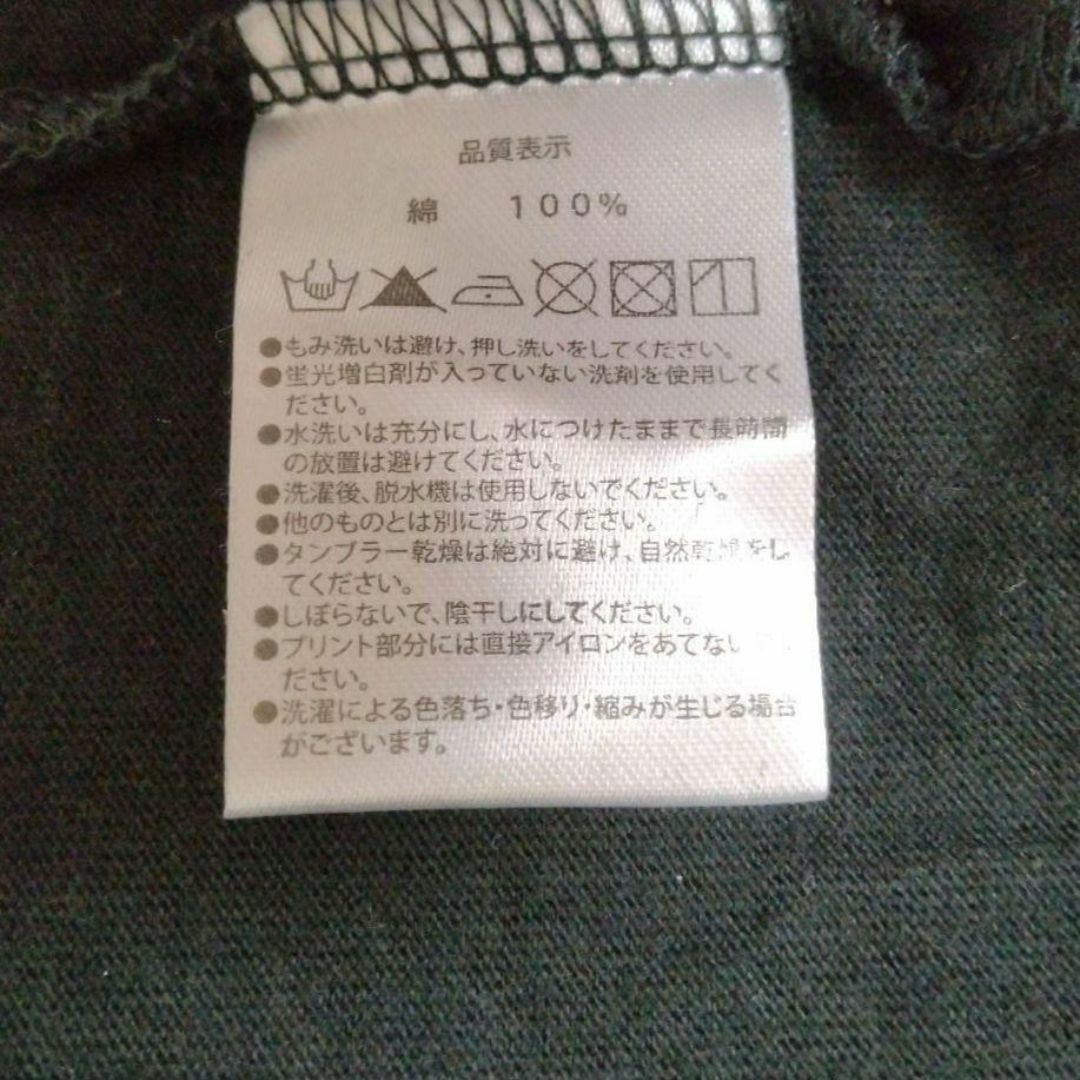 品質表示
綿 100%
●もみ洗いは避け、押し洗いをしてください。
●蛍光増白剤が入っていない洗剤を使用してく
ださい。
●水洗いは充分にし、水につけたままで長時間
の放置は避けてください。
●洗濯後、脱水機は使用しないでください。
●他のものとは別に洗ってください。
●タンブラー乾燥は絶対に避け、自然乾燥をし
てください。
●しぼらないで、陰干しにしてください。
●プリント部分には直接アイロンをあてない
ださい。
●洗濯による色落ち・色移り・縮みが生じる場合
がございます。